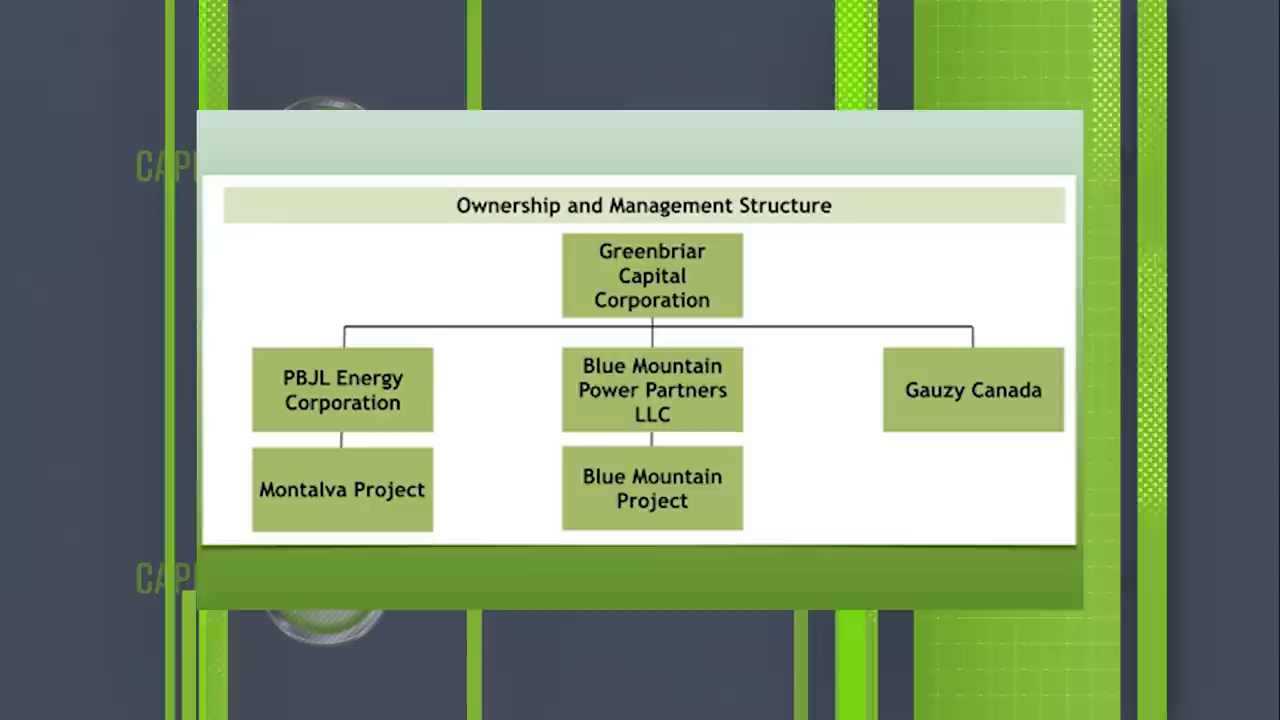 Ownership and Management Structure
Greenbriar
Capital
Corporation
PBJL Energy
Corporation
Blue Mountain
Power Partners
LLC
Gauzy Canada
Montalva Project
Blue Mountain
Project